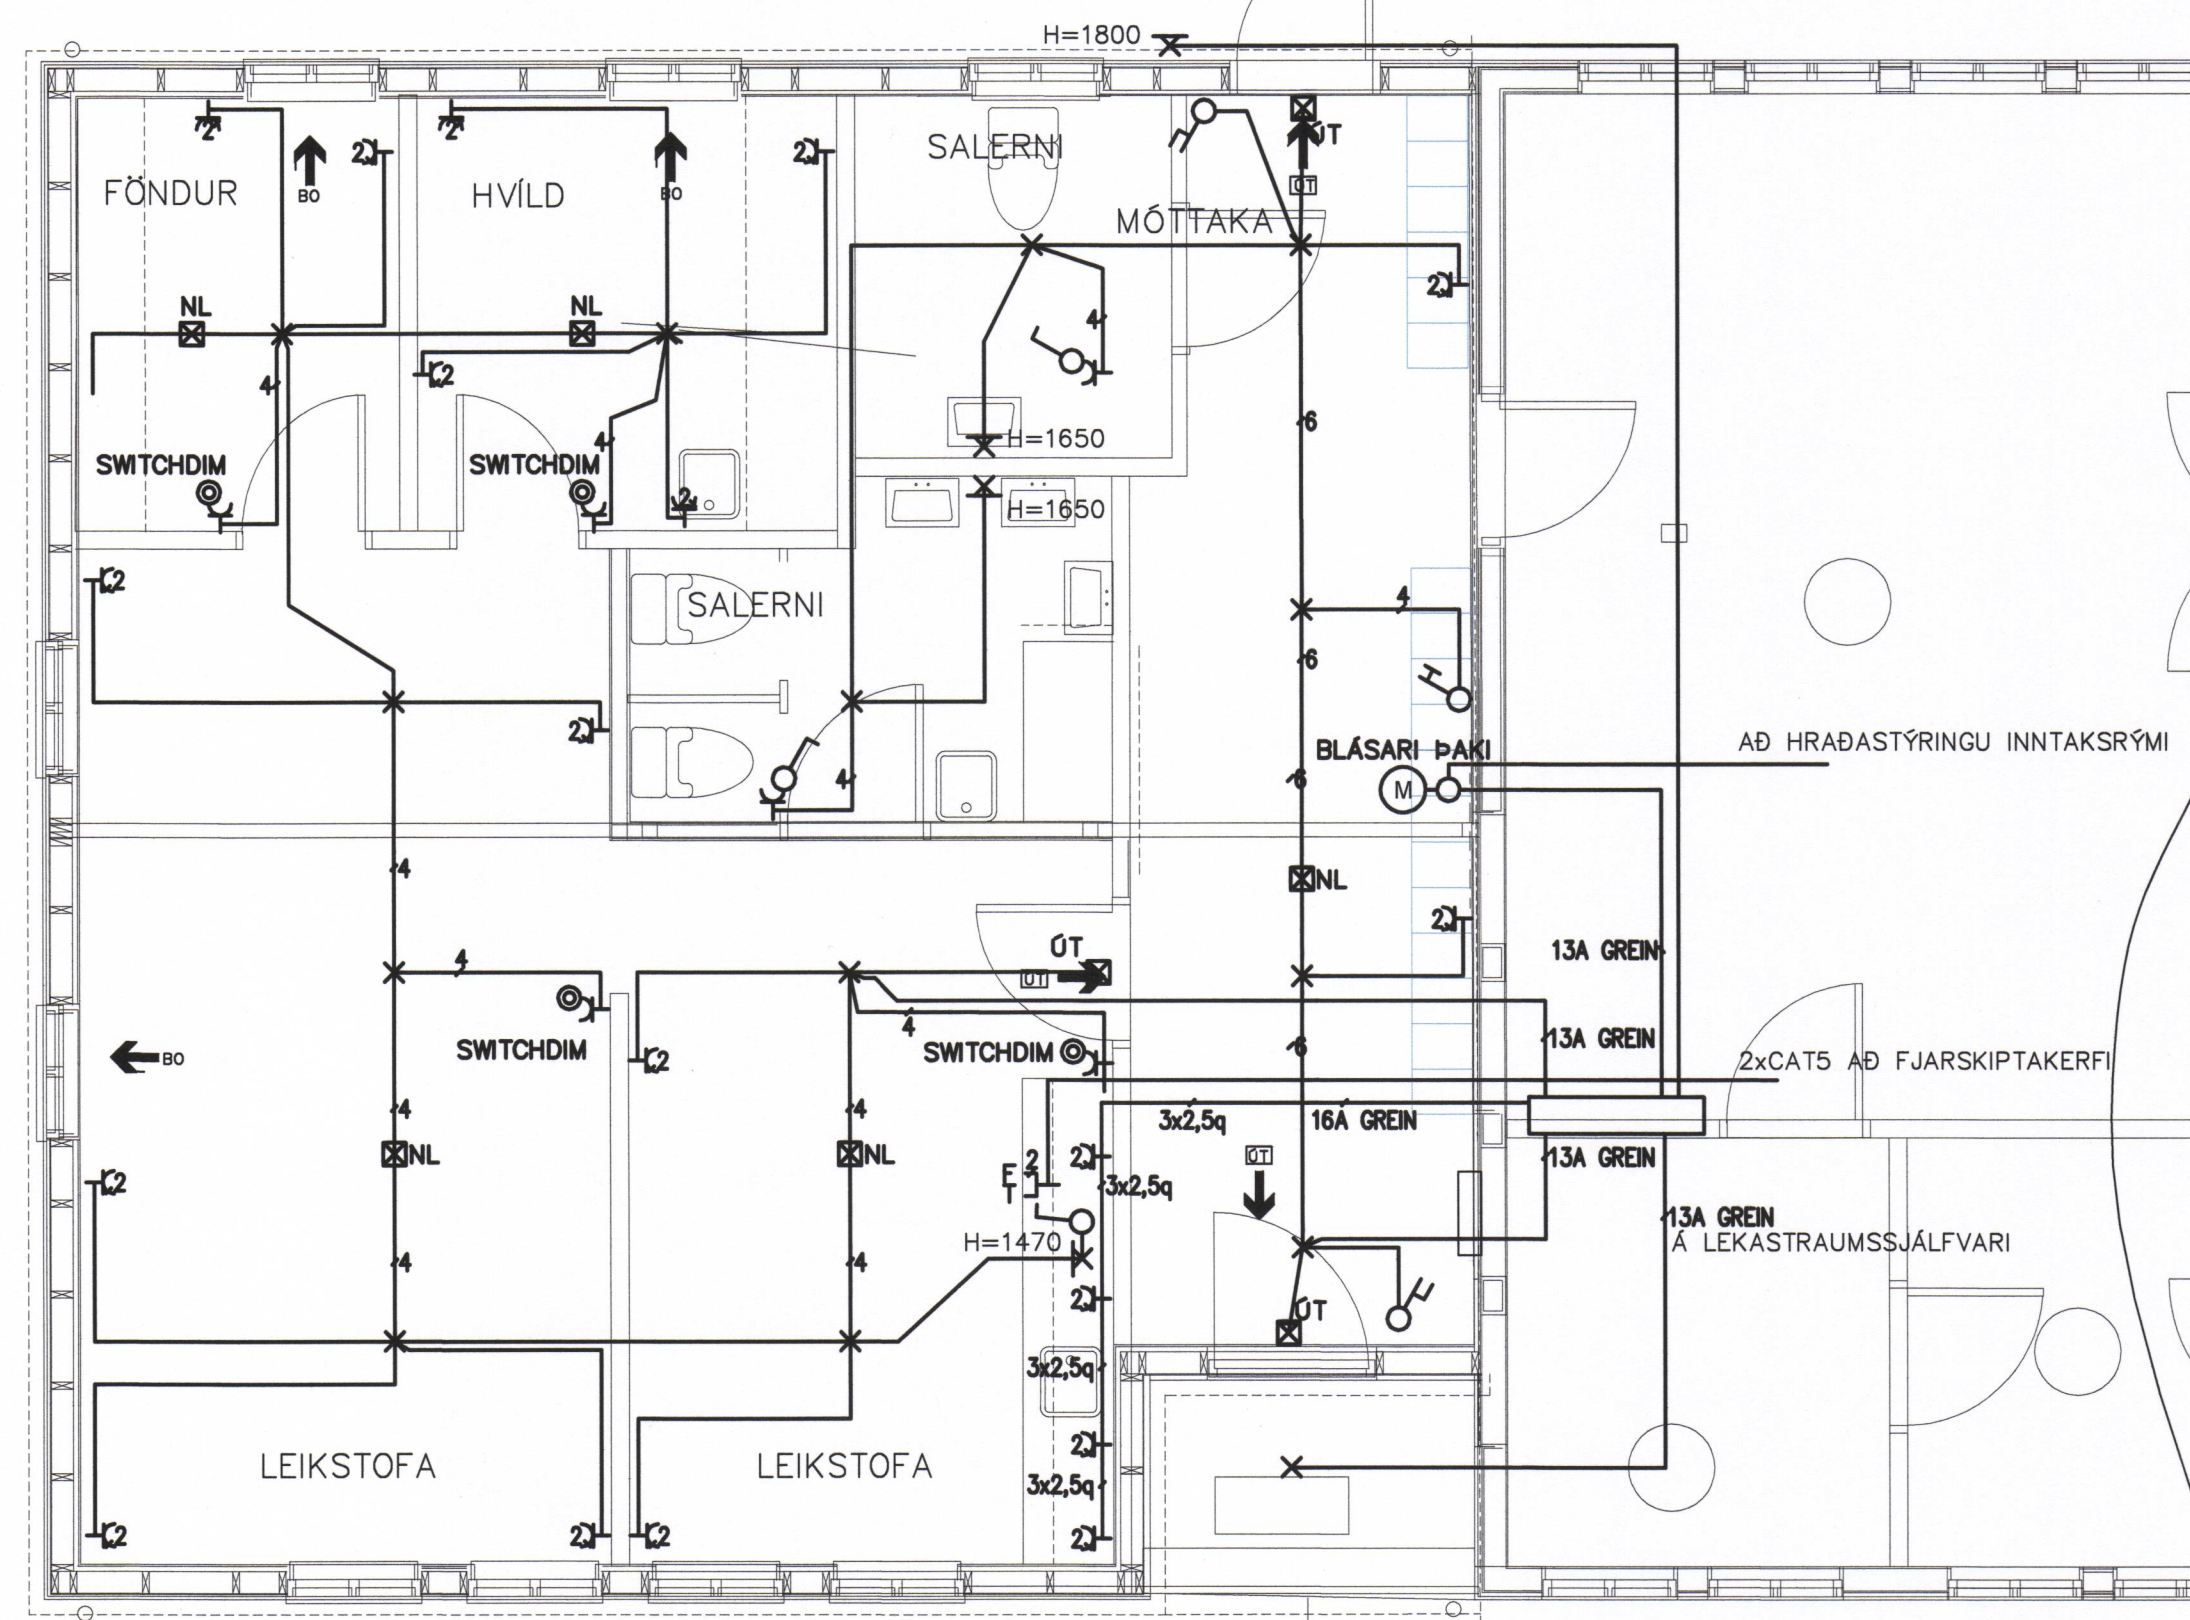 H=1800
2
2
2
2
ÚT
SALERNI
FÖNDUR
BO
HVÍLD
BO
ÚT
MÓTTAKA
2
NL
NL
4
2
4
6
4
H=1650
SWITCHDIM
SWITCHDIM
2
H=1650
2
SALERNI
4
6
2
AÐ HRAÐASTÝRINGU INNTAKSRÝMI
BLÁSARI ÞAKI
4
6
M
4
NL
2
13A GREIN
ÚT
4
ÚT
4
13A GREIN
SWITCHDIM
SWITCHDIM
6
BO
2
2xCAT5 AÐ FJARSKIPTAKERFI
4
4
3x2,5q
16A GREIN
NL
NL
2
2
ÚT
13A GREIN
2
F
T
3x2,5q
13A GREIN
H=1470
Á LEKASTRAUMSSJÁLFVARI
4
4
2
ÚT
3x2,5q
2
LEIKSTOFA
LEIKSTOFA
3x2,5q
2
2
2
2